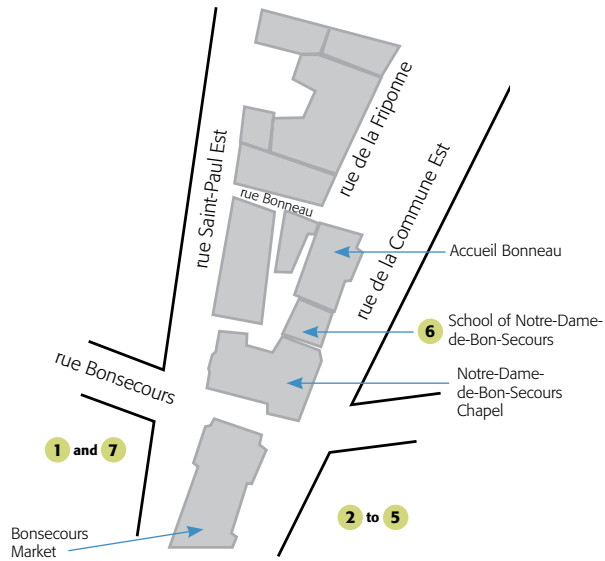 rue Saint-Paul Est
rue de la Friponne
rue Bonneau
rue de la Commune Est
Accueil Bonneau
6 School of Notre-Dame-
de-Bon-Secours
rue Bonsecours
Notre-Dame-
de-Bon-Secours
Chapel
1 and 7
2 to 5
Bonsecours
Market